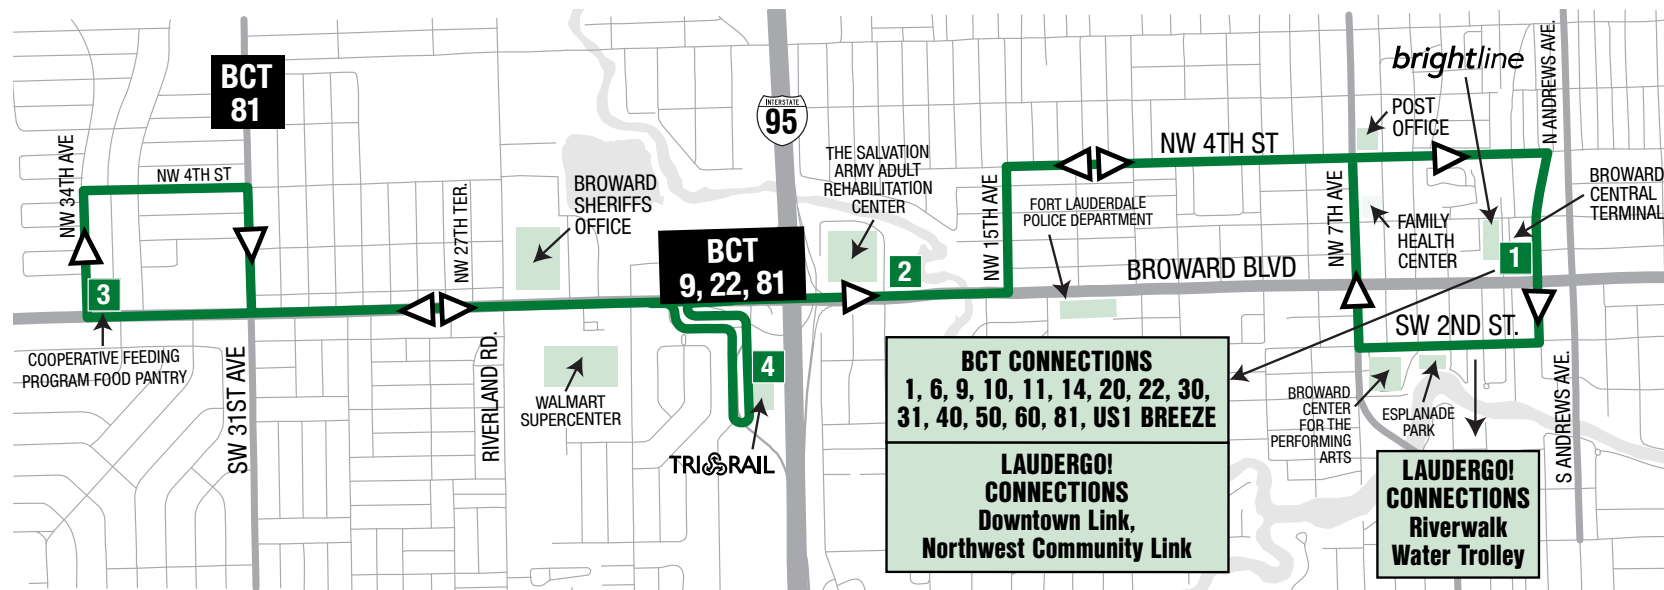 BCT
81
NW 34TH AVE
NW 4TH ST
3
COOPERATIVE FEEDING
PROGRAM FOOD PANTRY
SW 31ST AVE
NW 27TH TER.
RIVERLAND RD.
BROWARD
SHERIFFS
OFFICE
WALMART
SUPERCENTER
BCT
9, 22, 81
4
TRI RAIL
INTERSTATE
95
THE SALVATION
ARMY ADULT
REHABILITATION
CENTER
2
NW 15TH AVE
FORT LAUDERDALE
POLICE DEPARTMENT
NW 4TH ST
BROWARD BLVD
NW 7TH AVE
brightline
POST
OFFICE
N ANDREWS AVE.
BROWARD
CENTRAL
TERMINAL
FAMILY
HEALTH
CENTER
1
SW 2ND ST.
BROWARD
CENTER
FOR THE
PERFORMING
ARTS
ESPLANADE
PARK
S ANDREWS AVE.
BCT CONNECTIONS
1, 6, 9, 10, 11, 14, 20, 22, 30,
31, 40, 50, 60, 81, US1 BREEZE
LAUDERGO!
CONNECTIONS
Downtown Link,
Northwest Community Link
LAUDERGO!
CONNECTIONS
Riverwalk
Water Trolley